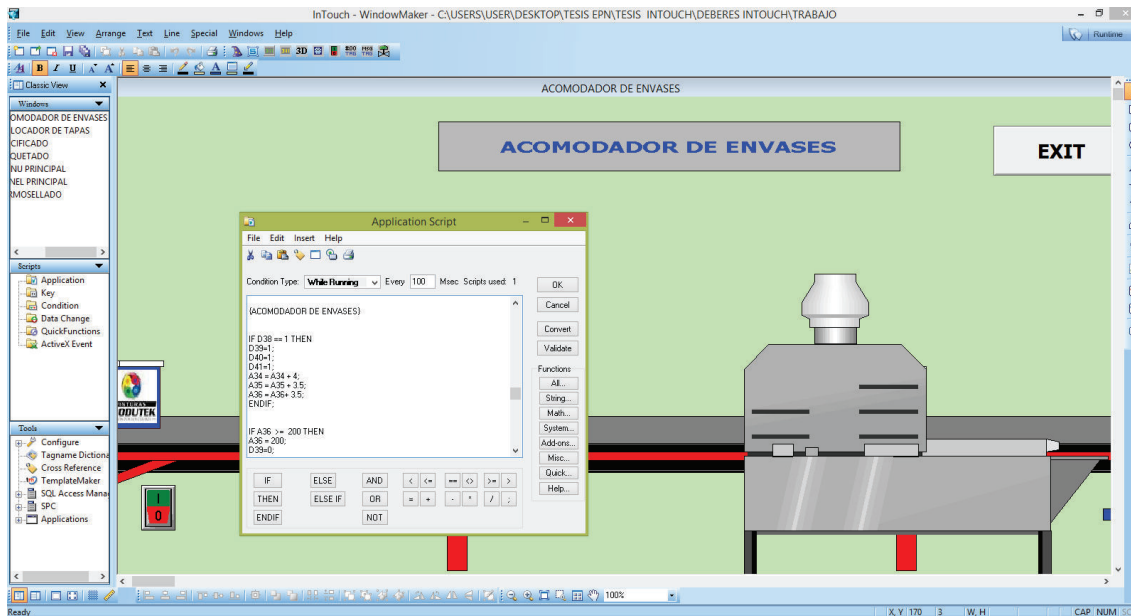 InTouch - WindowMaker - C:\USERS\USER\DESKTOP\TESIS EPN\TESIS INTOUCH\DEBERES INTOUCH\TRABAJO
File Edit View Arrange Text Line Special Windows Help
Runtime
3D
B I U A A
Classic View
Windows
OMODADOR DE ENVASES
LOCADOR DE TAPAS
CIFICADO
QUETADO
NU PRINCIPAL
NEL PRINCIPAL
RMOSELLADO
Scripts
Application
Key
Condition
Data Change
QuickFunctions
ActiveX Event
Tools
Configure
Tagname Dictiona
Cross Reference
TemplateMaker
SQL Access Mana
SPC
Applications
ACOMODADOR DE ENVASES
ACOMODADOR DE ENVASES
EXIT
ODUTEK
I
0
Application Script
File Edit Insert Help
Condition Type: While Running Every 100 Msec Scripts used: 1
{ACOMODADOR DE ENVASES}
IF D38 == 1 THEN
D39=1;
D40=1;
D41=1;
A34 = A34 + 4;
A35 = A35 + 3.5;
A36 = A36+ 3.5;
ENDIF;
IF A36 >= 200 THEN
A36 = 200;
D39=0;
OK
Cancel
Convert
Validate
Functions
All...
String...
Math...
System...
Add-ons...
Misc...
Quick...
Help...
IF ELSE AND < <= == <> >= >
THEN ELSE IF OR = + - * / ;
ENDIF NOT
100%
Ready
X, Y 170 3 W, H CAP NUM